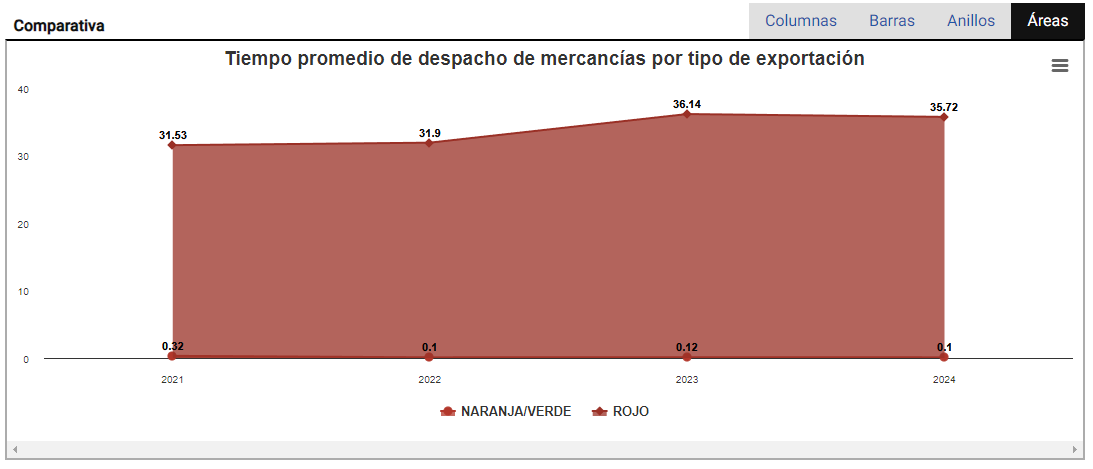 Comparativa
Columnas Barras Anillos Áreas
Tiempo promedio de despacho de mercancías por tipo de exportación
40
30
20
10
0
31.53 31.9 36.14 35.72
0.32 0.1 0.12 0.1
2021 2022 2023 2024
NARANJA/VERDE ROJO